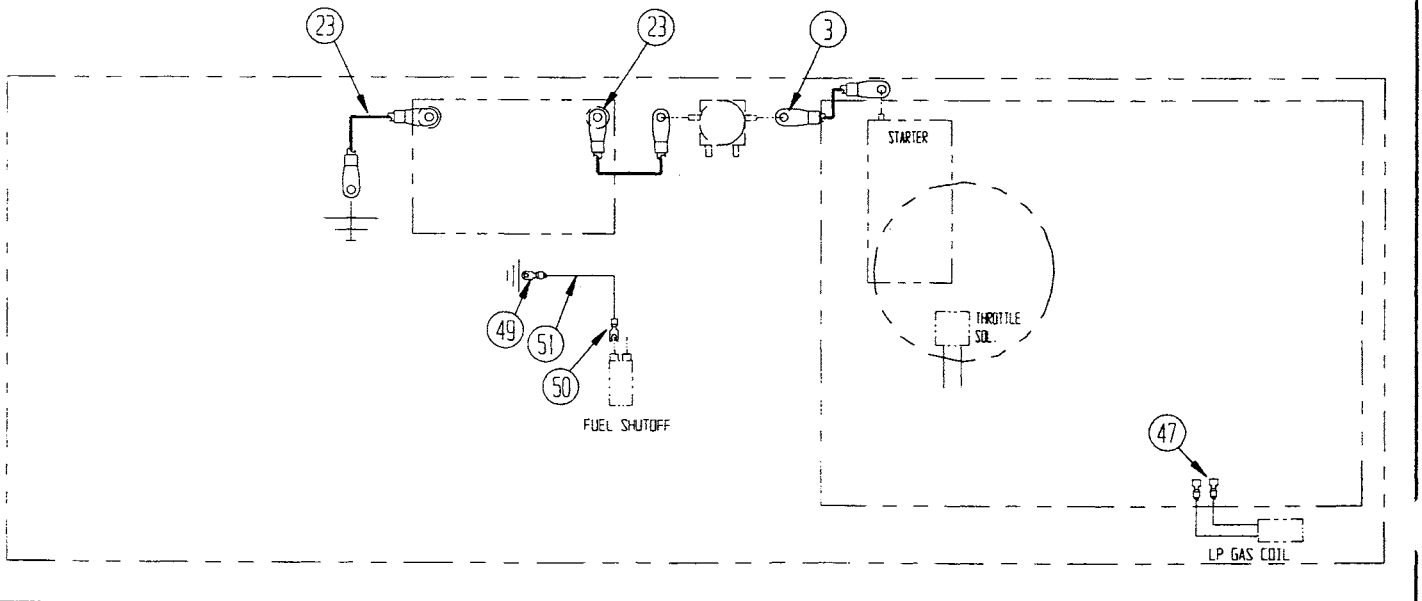 23
23
3
STARTER
49
51
50
THROTTLE
SOL.
FUEL SHUTOFF
47
LP GAS COIL